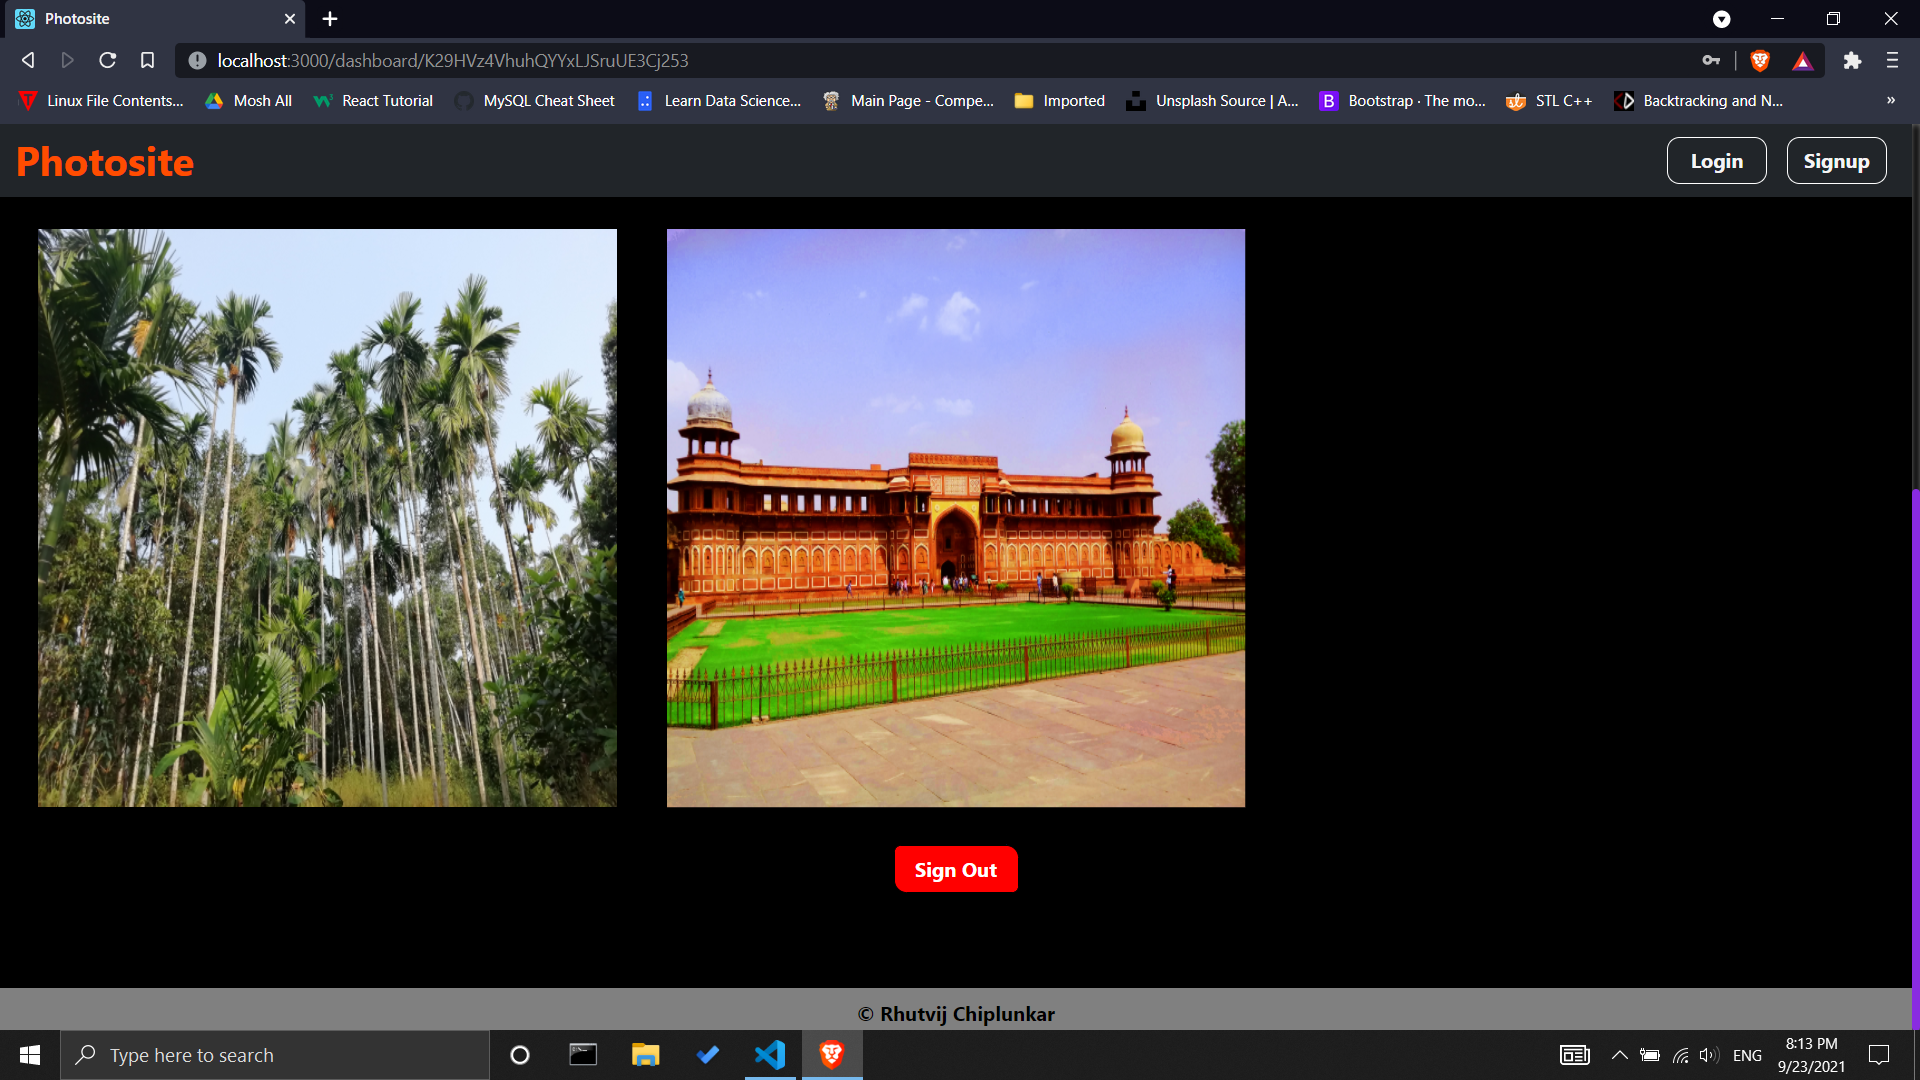 Photosite
localhost:3000/dashboard/K29HVz4VhuhQYYxLJSruUE3Cj253
Linux File Contents...
Mosh All
React Tutorial
MySQL Cheat Sheet
Learn Data Science...
Main Page - Compe...
Imported
Unsplash Source | A...
B
Bootstrap · The mo...
STL C++
Backtracking and N...
»
Photosite
Login
Signup
Sign Out
© Rhutvij Chiplunkar
Type here to search
ENG
8:13 PM
9/23/2021